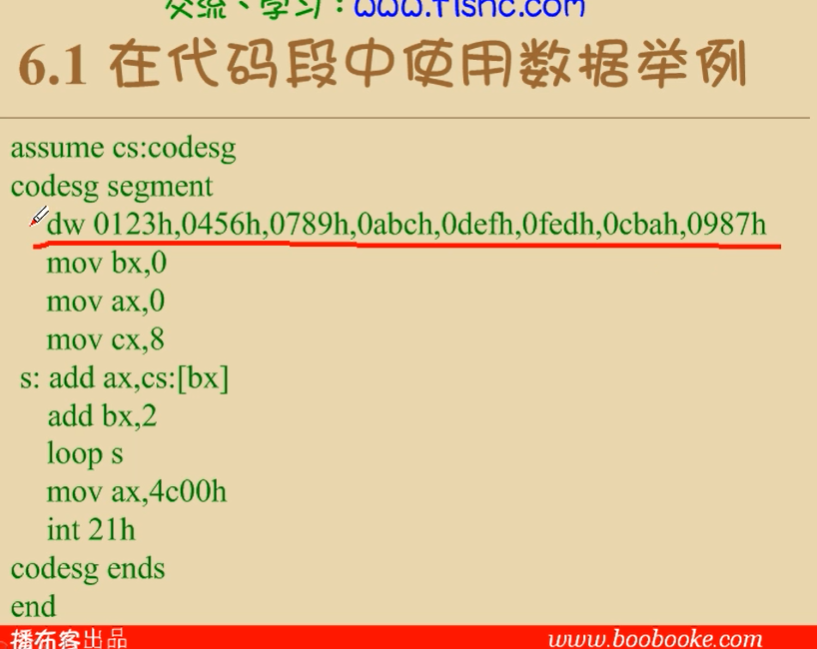 交流、学习：www.fishc.com
6.1 在代码段中使用数据举例
assume cs:codesg
codesg segment
dw 0123h,0456h,0789h,0abch,0defh,0fedh,0cbah,0987h
mov bx,0
mov ax,0
mov cx,8
s: add ax,cs:[bx]
add bx,2
loop s
mov ax,4c00h
int 21h
codesg ends
end
播布客出品 www.boobooke.com